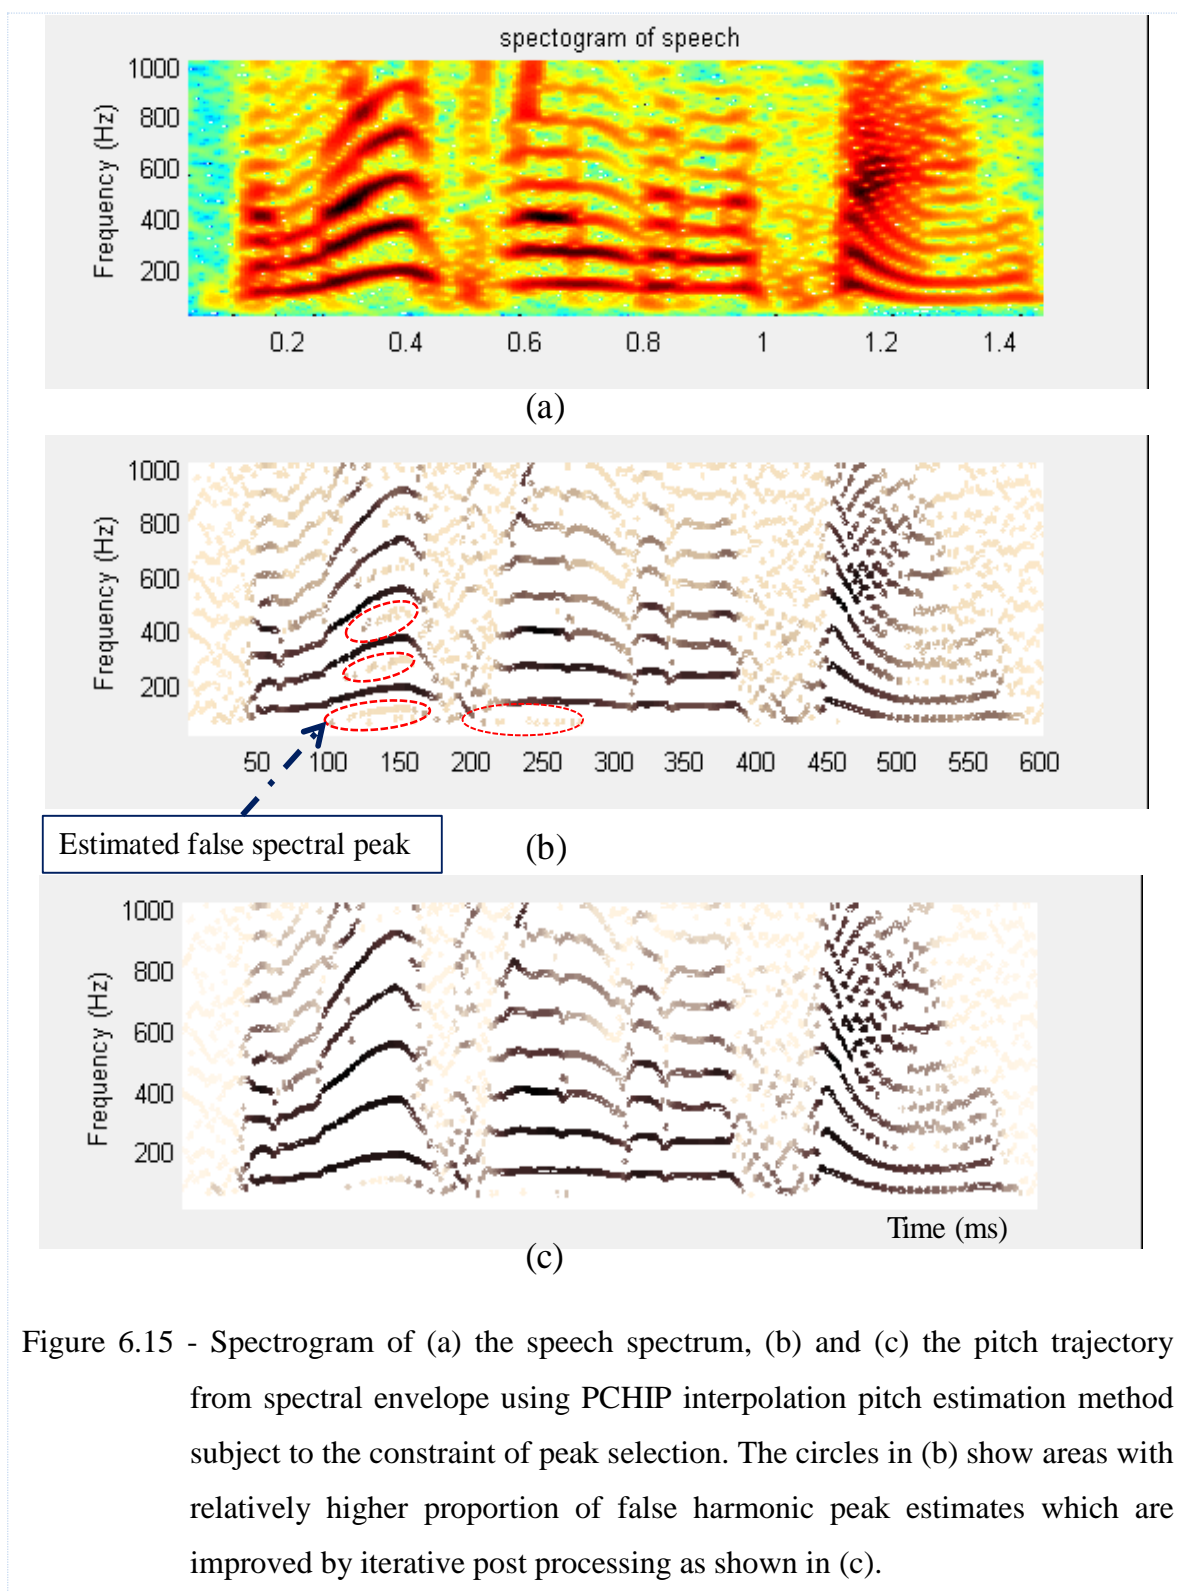 spectogram of speech
1000
800
600
400
200
Frequency (Hz)
0.2 0.4 0.6 0.8 1 1.2 1.4
(a)
1000
800
600
400
200
Frequency (Hz)
50 100 150 200 250 300 350 400 450 500 550 600
Estimated false spectral peak
(b)
1000
800
600
400
200
Frequency (Hz)
Time (ms)
(c)
Figure 6.15 - Spectrogram of (a) the speech spectrum, (b) and (c) the pitch trajectory
from spectral envelope using PCHIP interpolation pitch estimation method
subject to the constraint of peak selection. The circles in (b) show areas with
relatively higher proportion of false harmonic peak estimates which are
improved by iterative post processing as shown in (c).